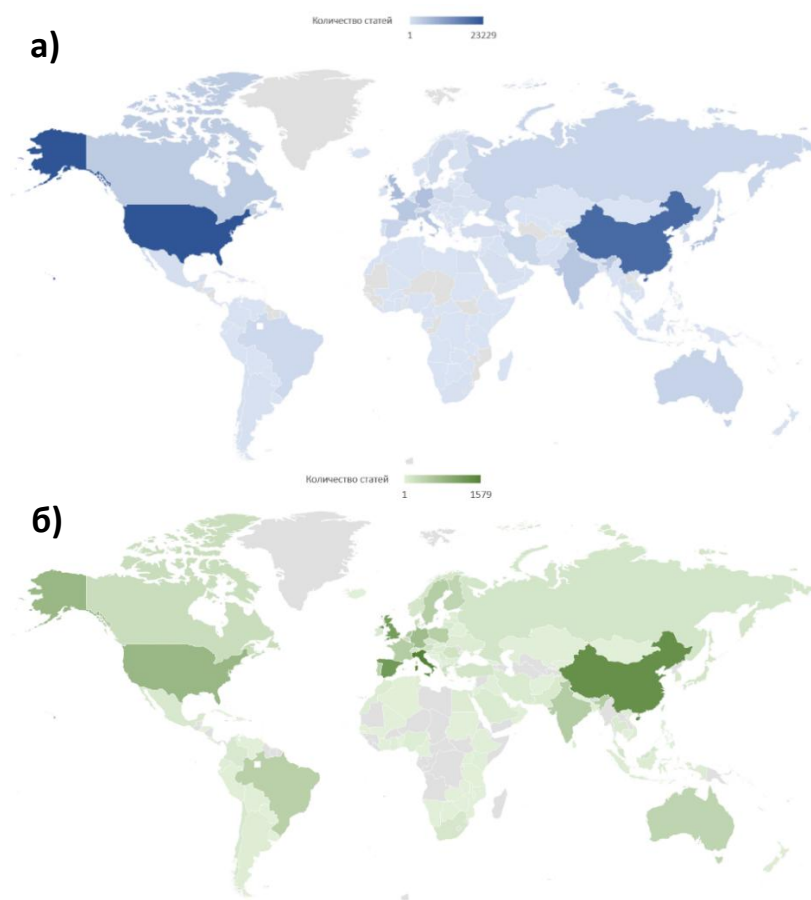 Количество статей
1 23229
а)
Количество статей
1 1579
б)